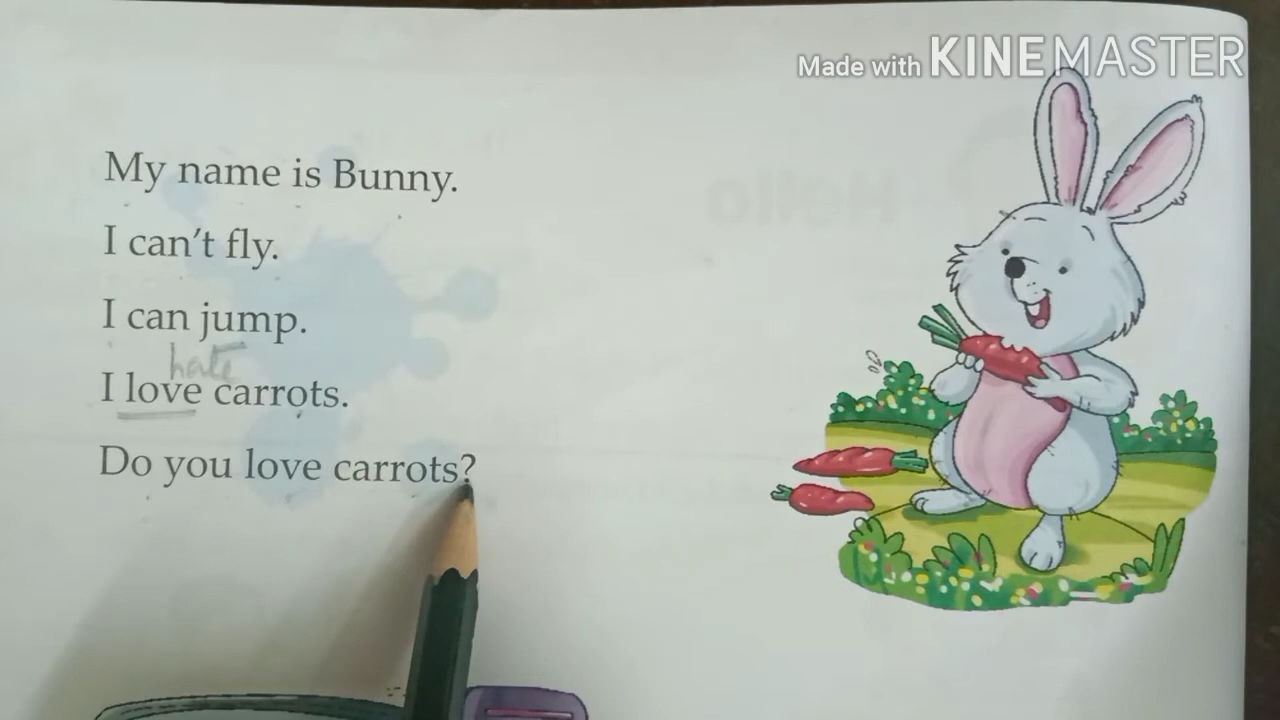 Made with KINEMASTER
My name is Bunny.
I can't fly.
I can jump.
hate
I love carrots.
Do you love carrots?